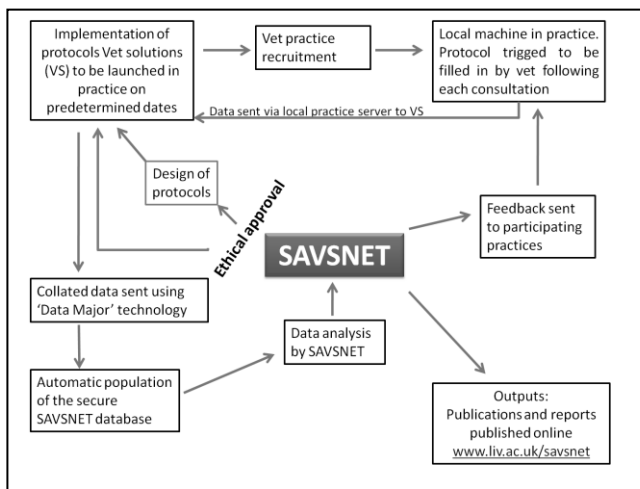 Implementation of
protocols Vet solutions
(VS) to be launched in
practice on
predetermined dates
Vet practice
recruitment
Local machine in practice.
Protocol trigged to be
filled in by vet following
each consultation
Data sent via local practice server to VS
Design of
protocols
Ethical approval
SAVSNET
Feedback sent
to participating
practices
Collated data sent using
'Data Major' technology
Data analysis
by SAVSNET
Automatic population
of the secure
SAVSNET database
Outputs:
Publications and reports
published online
www.liv.ac.uk/savsnet